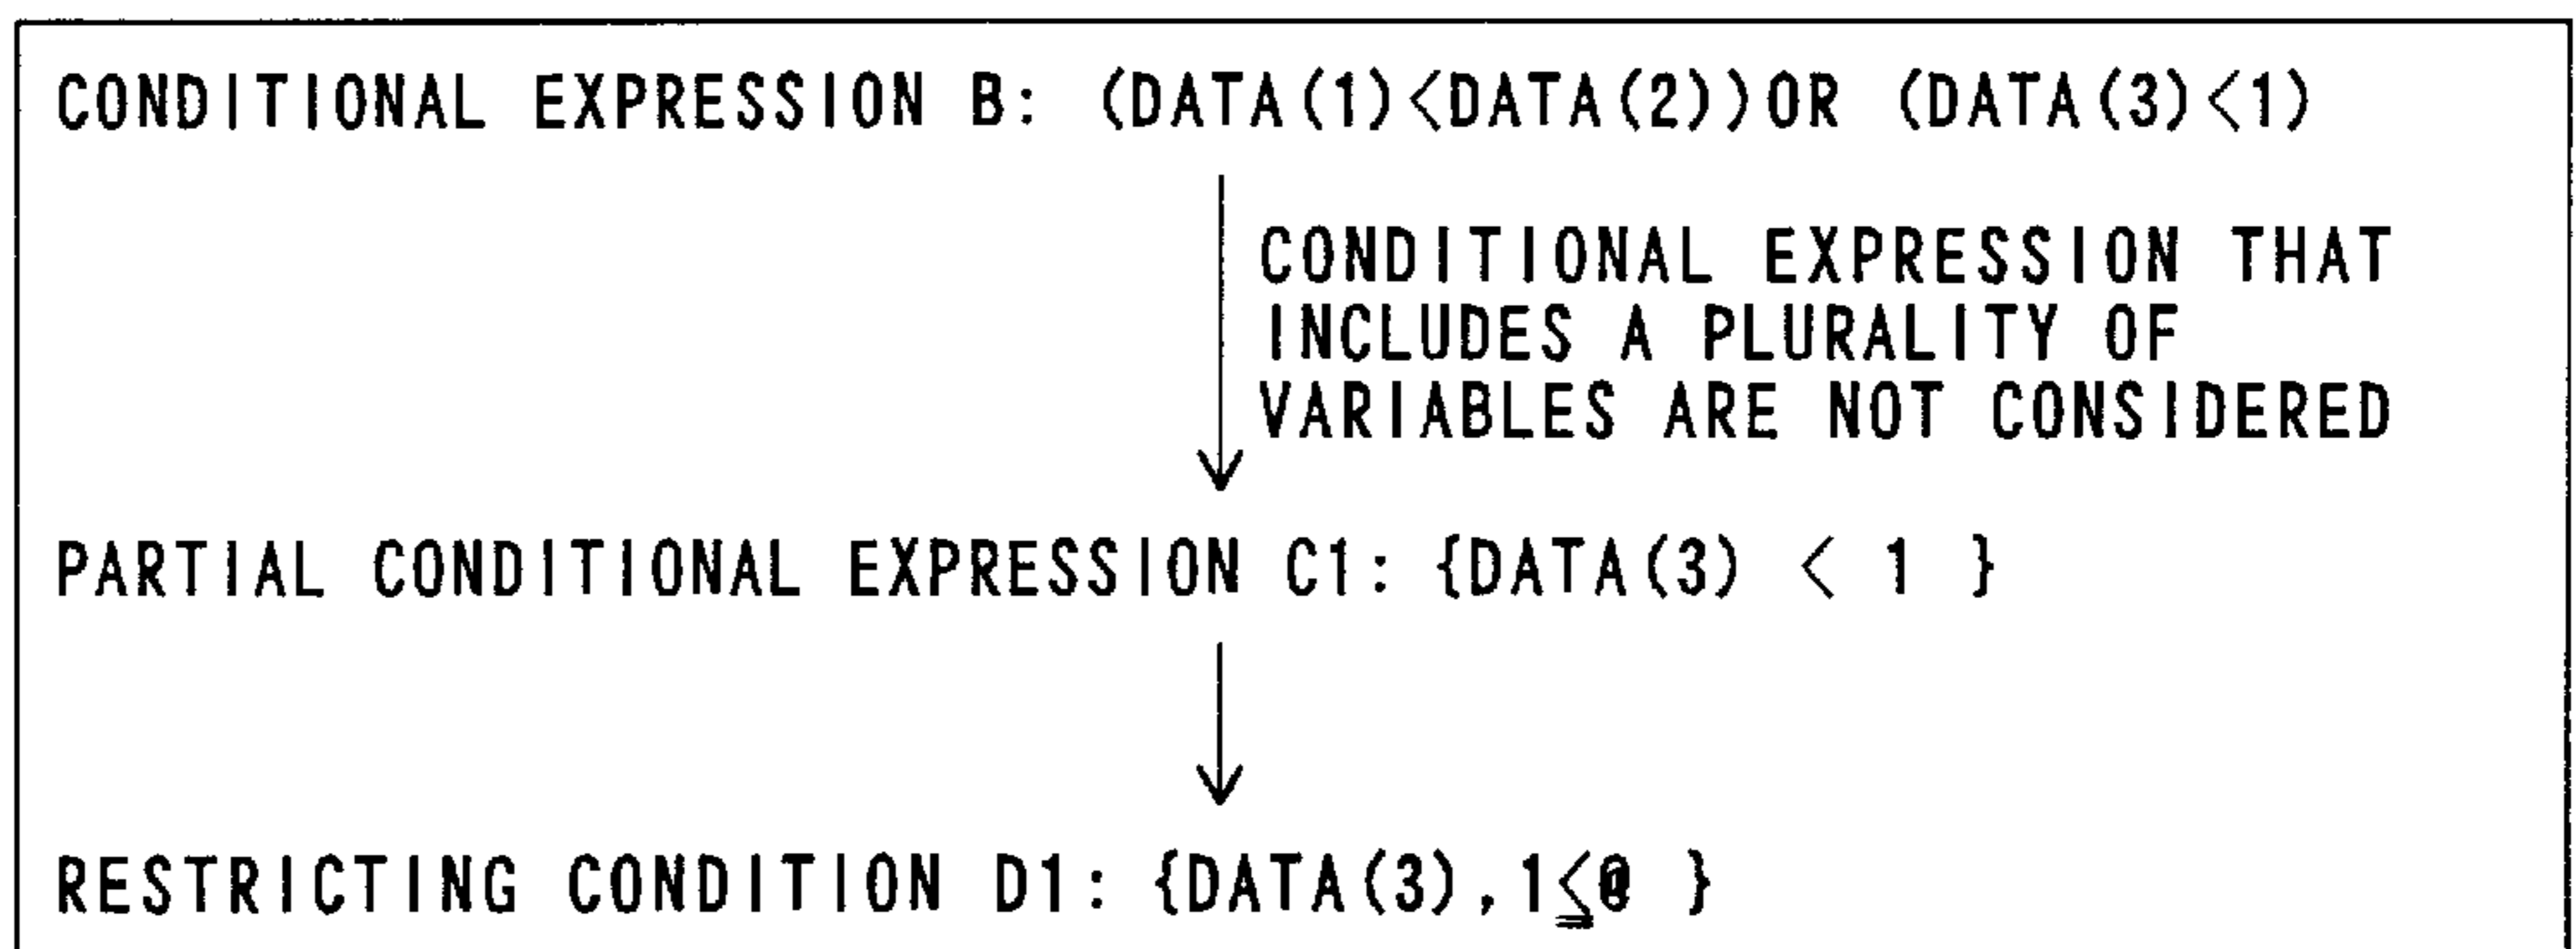 CONDITIONAL EXPRESSION B: (DATA(1)<DATA(2))OR (DATA(3)<1)
CONDITIONAL EXPRESSION THAT
INCLUDES A PLURALITY OF
VARIABLES ARE NOT CONSIDERED
PARTIAL CONDITIONAL EXPRESSION C1: {DATA(3) < 1 }
RESTRICTING CONDITION D1: {DATA(3),1≦@ }